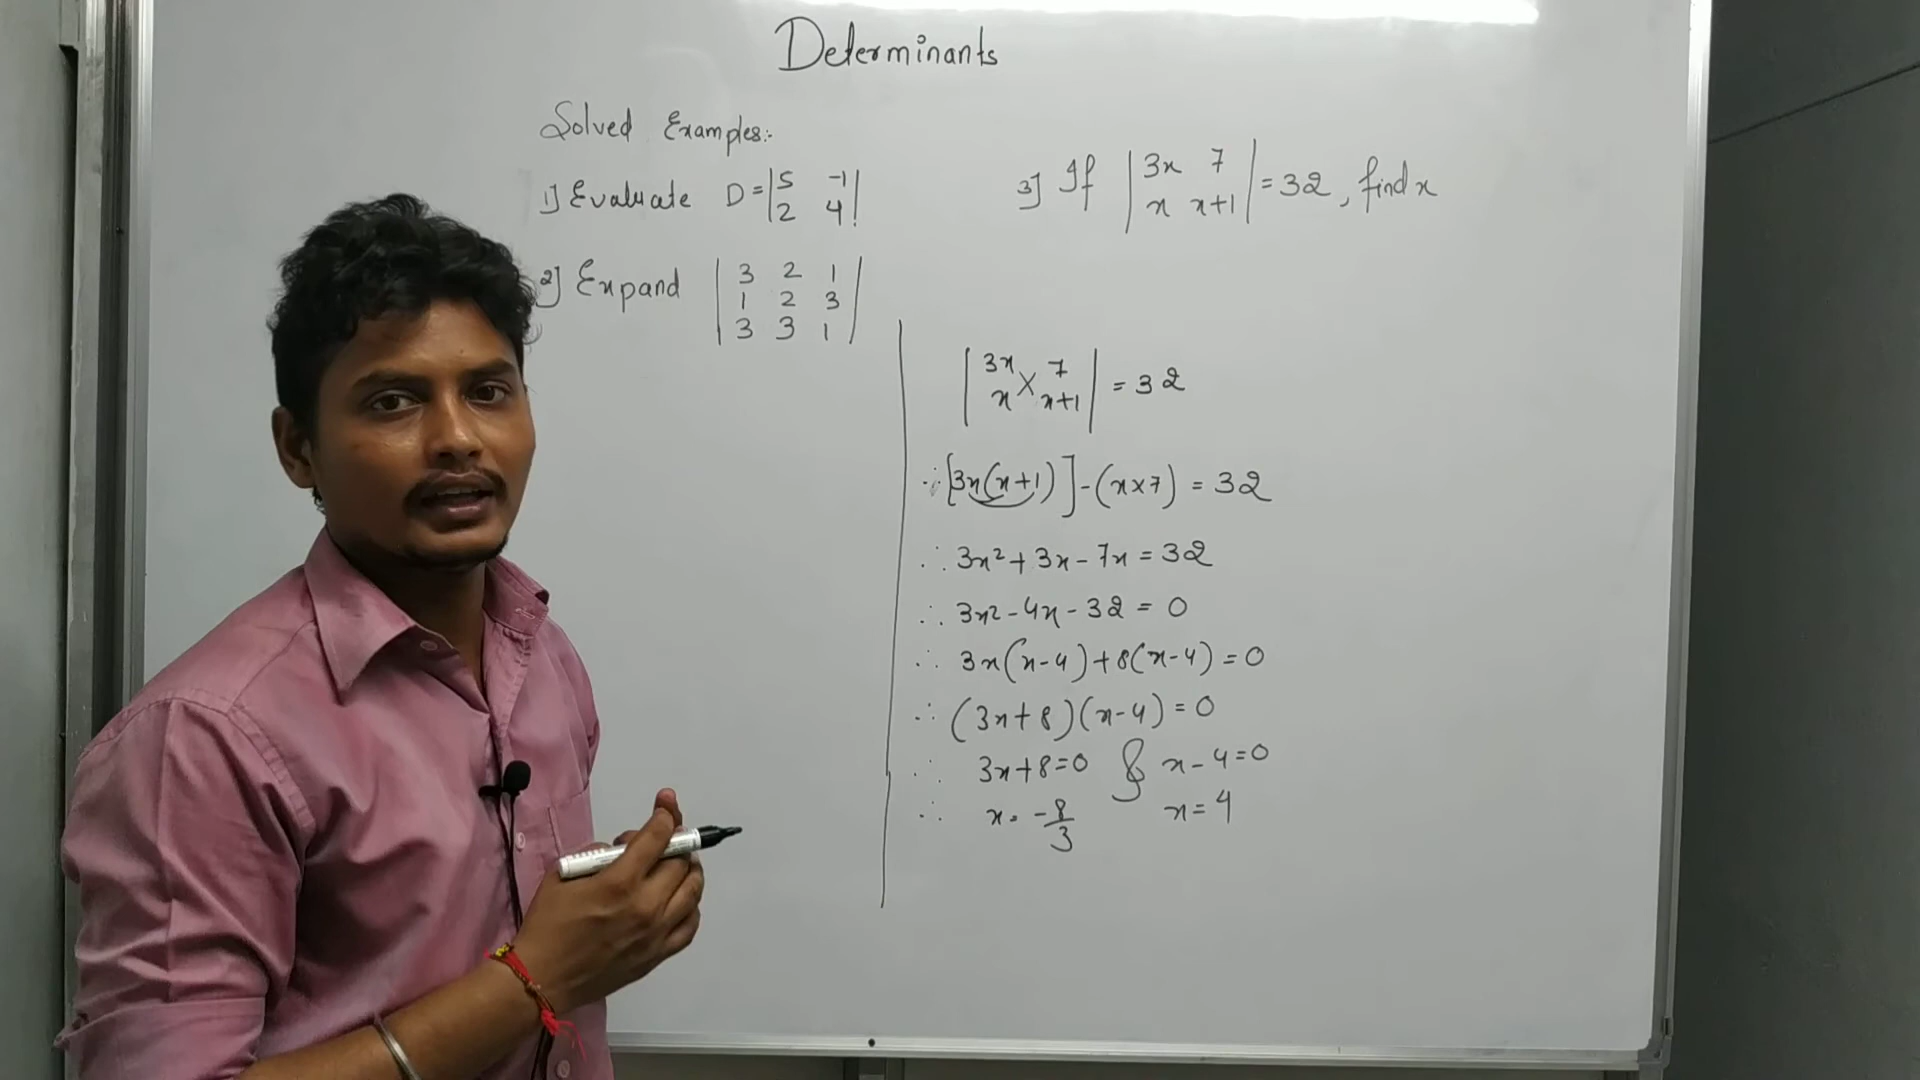 Determinants
Solved Examples:-
1] Evaluate D = |5 -1|
|2 4|
2] Expand |3 2 1|
|1 2 3|
|3 3 1|
3] If |3x 7| = 32, find x
|x x+1|
|3x 7| = 32
|x x+1|
∴ [3x(x+1)] - (x×7) = 32
∴ 3x² + 3x - 7x = 32
∴ 3x² - 4x - 32 = 0
∴ 3x(x-4) + 8(x-4) = 0
∴ (3x+8)(x-4) = 0
∴ 3x+8=0 & x-4=0
∴ x = -8/3 x = 4